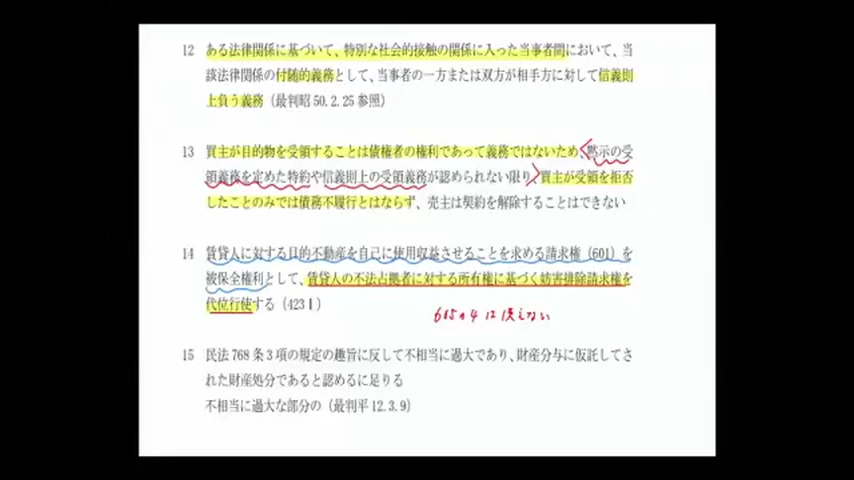 12 ある法律関係に基づいて、特別な社会的接触の関係に入った当事者間において、当
該法律関係の付随的義務として、当事者の一方または双方が相手方に対して信義則
上負う義務（最判昭 50.2.25 参照）
13 買主が目的物を受領することは債権者の権利であって義務ではないため、黙示の受
領義務を定めた特約や信義則上の受領義務が認められない限り、買主が受領を拒否
したことのみでは債務不履行とはならず、売主は契約を解除することはできない
14 賃貸人に対する目的不動産を自己に使用収益させることを求める請求権（601）を
被保全権利として、賃貸人の不法占拠者に対する所有権に基づく妨害排除請求権を
代位行使する（423Ⅰ）
605の4 は使えない
15 民法 768 条 3 項の規定の趣旨に反して不相当に過大であり、財産分与に仮託してさ
れた財産処分であると認めるに足りる
不相当に過大な部分の（最判平 12.3.9）